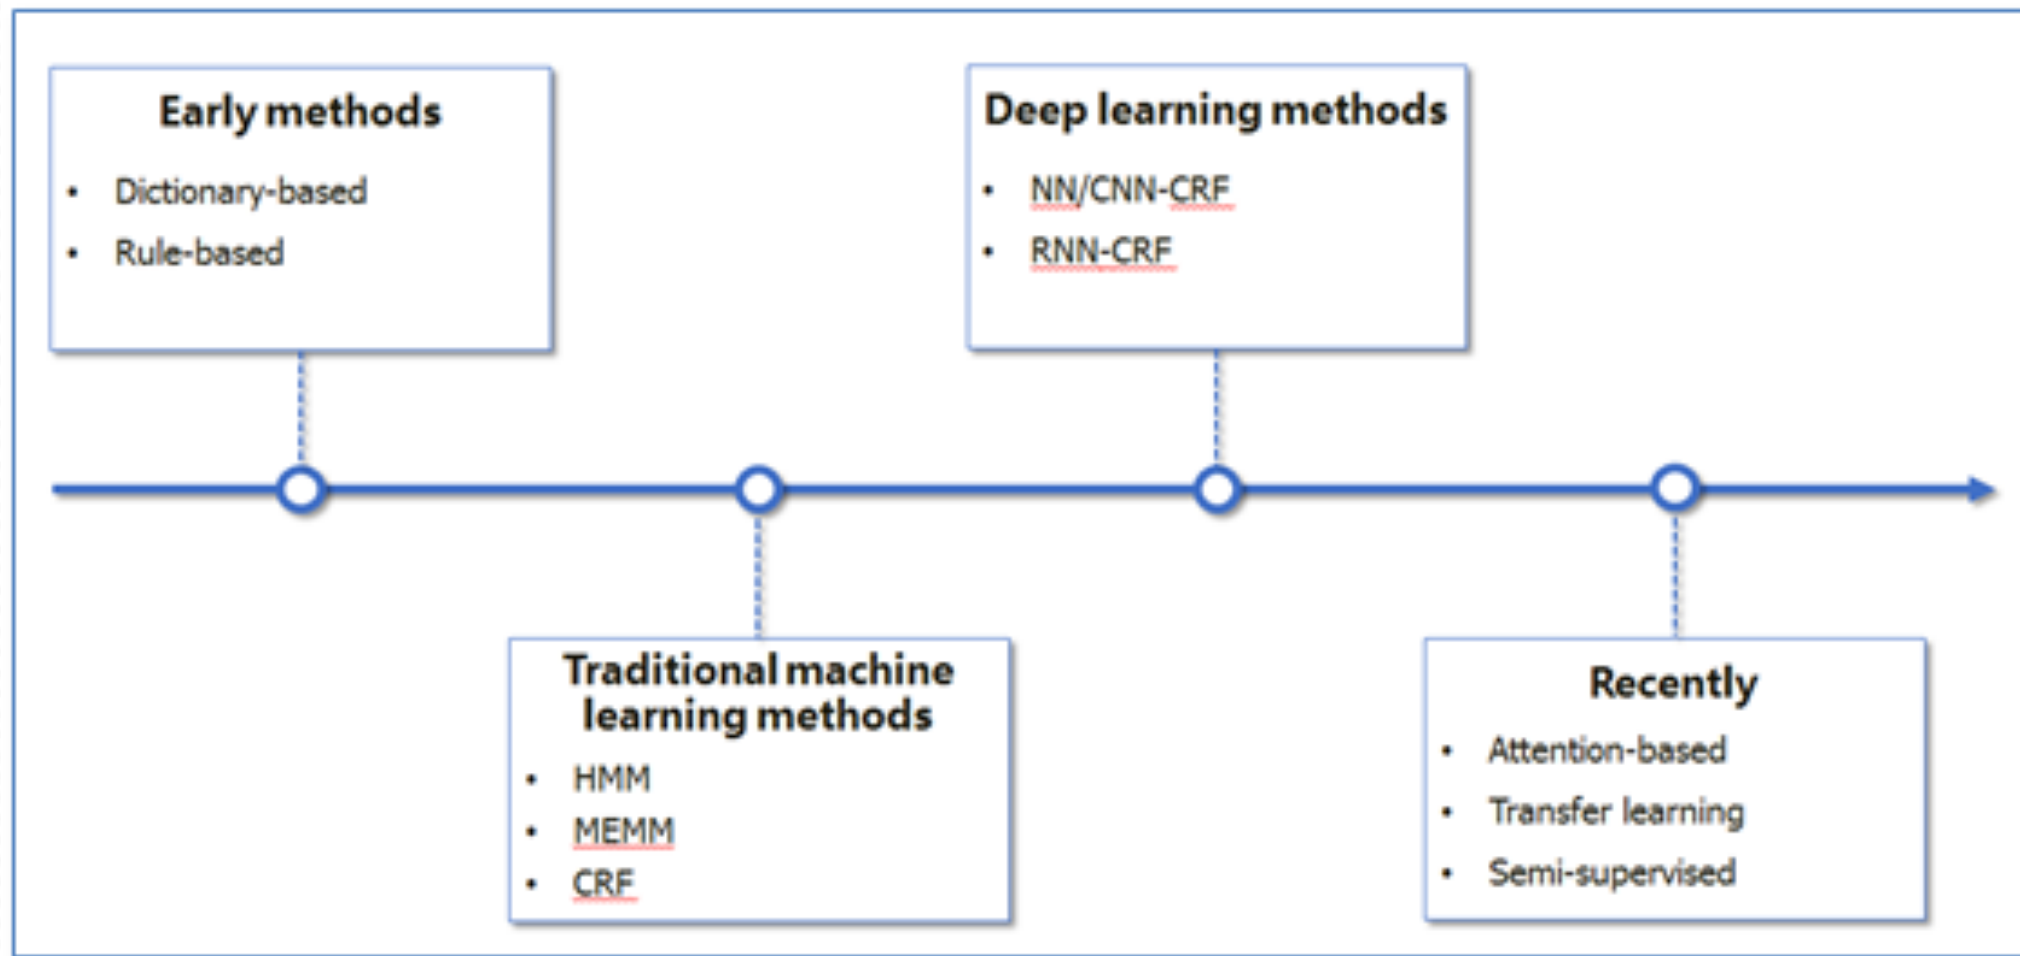 Early methods
• Dictionary-based
• Rule-based
Traditional machine
learning methods
• HMM
• MEMM
• CRF
Deep learning methods
• NN/CNN-CRF
• RNN-CRF
Recently
• Attention-based
• Transfer learning
• Semi-supervised